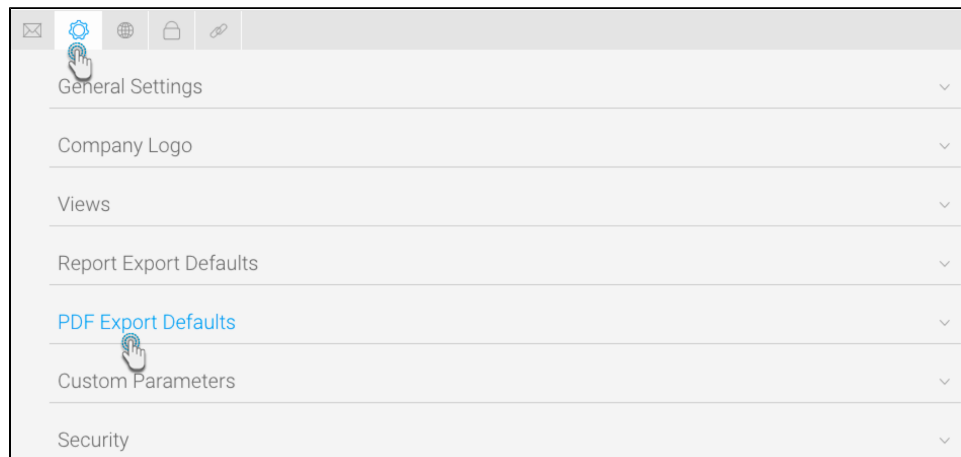 General Settings
Company Logo
Views
Report Export Defaults
PDF Export Defaults
Custom Parameters
Security